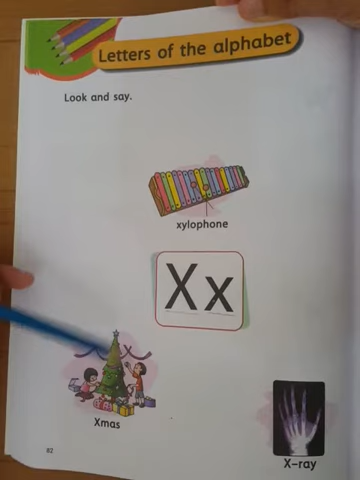 Letters of the alphabet
Look and say.
xylophone
Xx
Xmas
X-ray
82